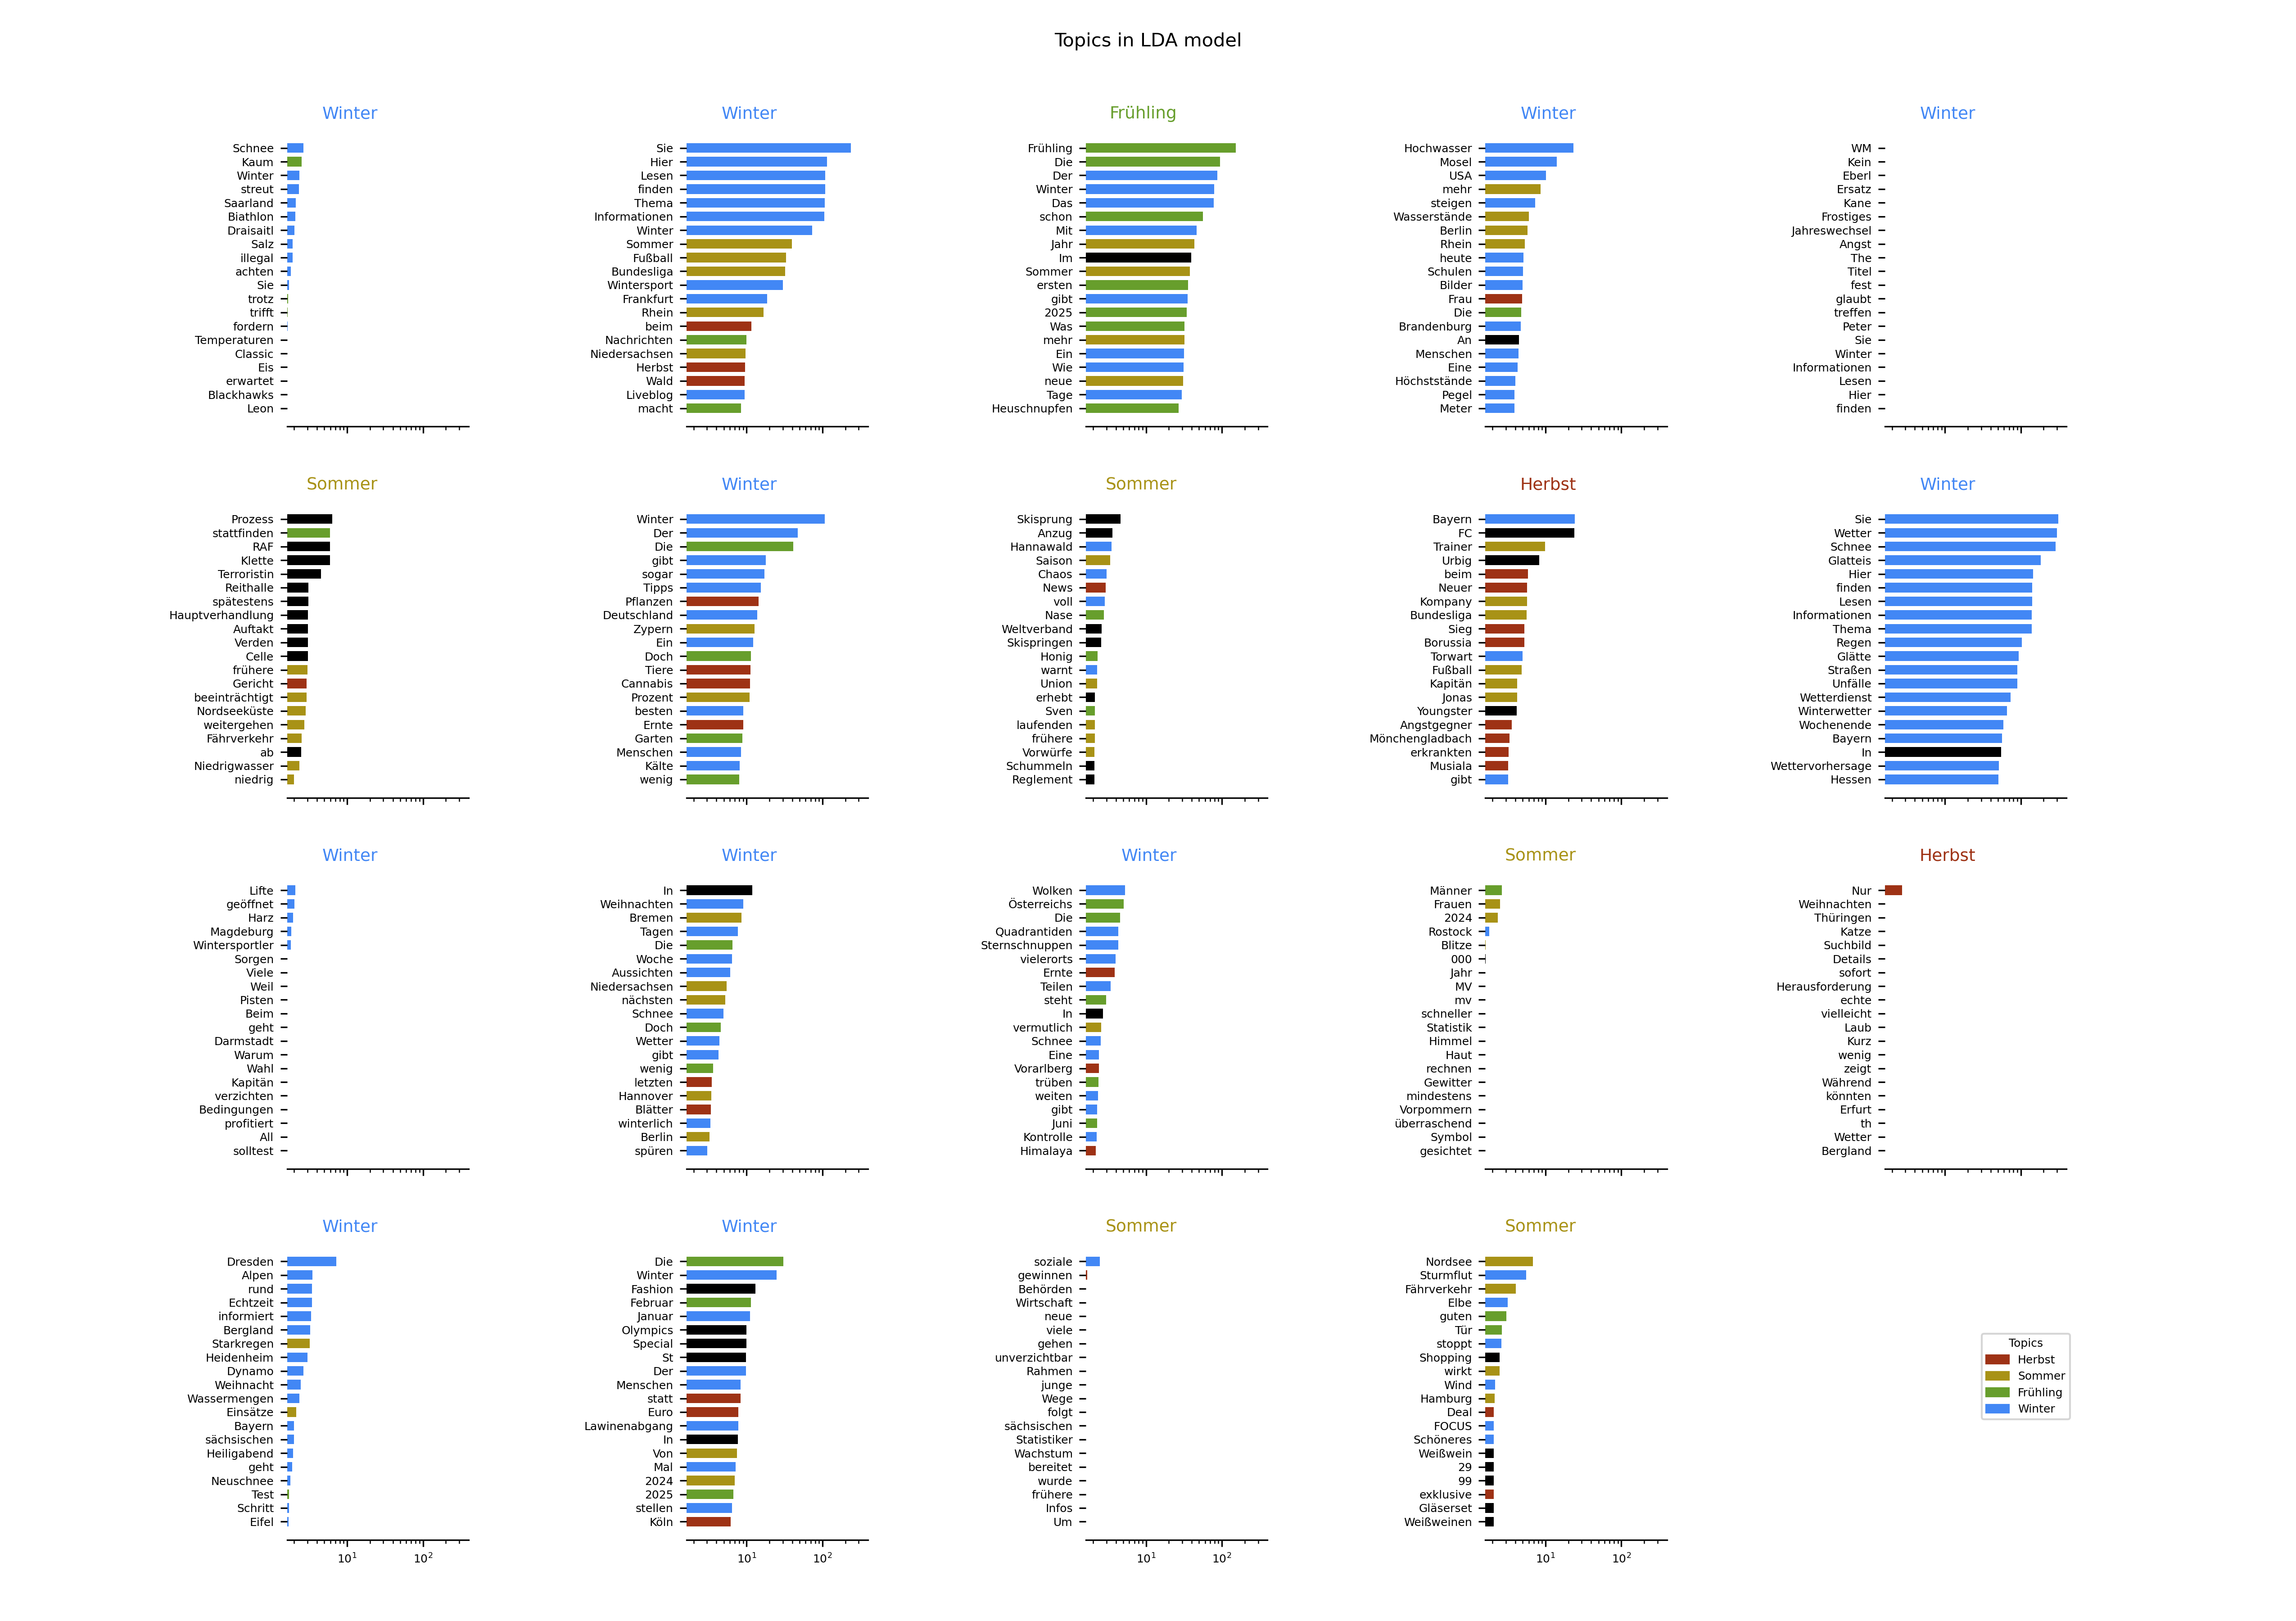 Topics in LDA model
Winter
Schnee
Kaum
Winter
streut
Saarland
Biathlon
Draisaitl
Salz
illegal
achten
Sie
trotz
trifft
fordern
Temperaturen
Classic
Eis
erwartet
Blackhawks
Leon
Winter
Sie
Hier
Lesen
finden
Thema
Informationen
Winter
Sommer
Fußball
Bundesliga
Wintersport
Frankfurt
Rhein
beim
Nachrichten
Niedersachsen
Herbst
Wald
Liveblog
macht
Frühling
Frühling
Die
Der
Winter
Das
schon
Mit
Jahr
Im
Sommer
ersten
gibt
2025
Was
mehr
Ein
Wie
neue
Tage
Heuschnupfen
Winter
Hochwasser
Mosel
USA
mehr
steigen
Wasserstände
Berlin
Rhein
heute
Schulen
Bilder
Frau
Die
Brandenburg
An
Menschen
Eine
Höchststände
Pegel
Meter
Winter
WM
Kein
Eberl
Ersatz
Kane
Frostiges
Jahreswechsel
Angst
The
Titel
fest
glaubt
treffen
Peter
Sie
Winter
Informationen
Lesen
Hier
finden
Sommer
Prozess
stattfinden
RAF
Klette
Terroristin
Reithalle
spätestens
Hauptverhandlung
Auftakt
Verden
Celle
frühere
Gericht
beeinträchtigt
Nordseeküste
weitergehen
Fährverkehr
ab
Niedrigwasser
niedrig
Winter
Winter
Der
Die
gibt
sogar
Tipps
Pflanzen
Deutschland
Zypern
Ein
Doch
Tiere
Cannabis
Prozent
besten
Ernte
Garten
Menschen
Kälte
wenig
Sommer
Skisprung
Anzug
Hannawald
Saison
Chaos
News
voll
Nase
Weltverband
Skispringen
Honig
warnt
Union
erhebt
Sven
laufenden
frühere
Vorwürfe
Schummeln
Reglement
Herbst
Bayern
FC
Trainer
Urbig
beim
Neuer
Kompany
Bundesliga
Sieg
Borussia
Torwart
Fußball
Kapitän
Jonas
Youngster
Angstgegner
Mönchengladbach
erkrankten
Musiala
gibt
Winter
Sie
Wetter
Schnee
Glatteis
Hier
finden
Lesen
Informationen
Thema
Regen
Glätte
Straßen
Unfälle
Wetterdienst
Winterwetter
Wochenende
Bayern
In
Wettervorhersage
Hessen
Winter
Lifte
geöffnet
Harz
Magdeburg
Wintersportler
Sorgen
Viele
Weil
Pisten
Beim
geht
Darmstadt
Warum
Wahl
Kapitän
verzichten
Bedingungen
profitiert
All
solltest
Winter
In
Weihnachten
Bremen
Tagen
Die
Woche
Aussichten
Niedersachsen
nächsten
Schnee
Doch
Wetter
gibt
wenig
letzten
Hannover
Blätter
winterlich
Berlin
spüren
Winter
Wolken
Österreichs
Die
Quadrantiden
Sternschnuppen
vielerorts
Ernte
Teilen
steht
In
vermutlich
Schnee
Eine
Vorarlberg
trüben
weiten
gibt
Juni
Kontrolle
Himalaya
Sommer
Männer
Frauen
2024
Rostock
Blitze
000
Jahr
MV
mv
schneller
Statistik
Himmel
Haut
rechnen
Gewitter
mindestens
Vorpommern
überraschend
Symbol
gesichtet
Herbst
Nur
Weihnachten
Thüringen
Katze
Suchbild
Details
sofort
Herausforderung
echte
vielleicht
Laub
Kurz
wenig
zeigt
Während
könnten
Erfurt
th
Wetter
Bergland
Winter
Dresden
Alpen
rund
Echtzeit
informiert
Bergland
Starkregen
Heidenheim
Dynamo
Weihnacht
Wassermengen
Einsätze
Bayern
sächsischen
Heiligabend
geht
Neuschnee
Test
Schritt
Eifel
10¹ 10²
Winter
Die
Winter
Fashion
Februar
Januar
Olympics
Special
St
Der
Menschen
statt
Euro
Lawinenabgang
In
Von
Mal
2024
2025
stellen
Köln
10¹ 10²
Sommer
soziale
gewinnen
Behörden
Wirtschaft
neue
viele
gehen
unverzichtbar
Rahmen
junge
Wege
folgt
sächsischen
Statistiker
Wachstum
bereitet
wurde
frühere
Infos
Um
10¹ 10²
Sommer
Nordsee
Sturmflut
Fährverkehr
Elbe
guten
Tür
stoppt
Shopping
wirkt
Wind
Hamburg
Deal
FOCUS
Schöneres
Weißwein
29
99
exklusive
Gläserset
Weißweinen
10¹ 10²
Topics
Herbst
Sommer
Frühling
Winter